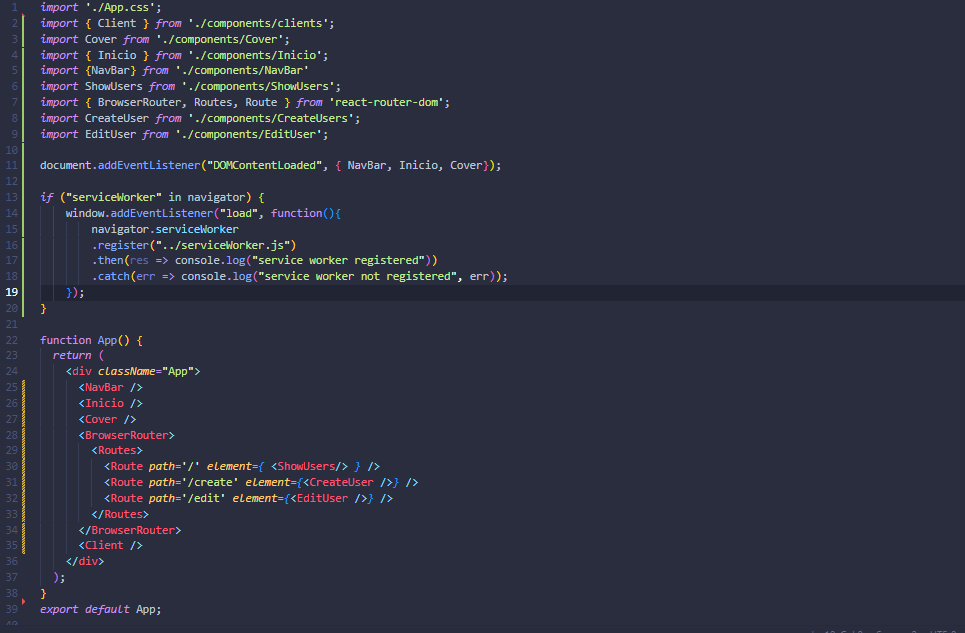 1 import './App.css';
2 import { Client } from './components/clients';
3 import Cover from './components/Cover';
4 import { Inicio } from './components/Inicio';
5 import {NavBar} from './components/NavBar'
6 import ShowUsers from './components/ShowUsers';
7 import { BrowserRouter, Routes, Route } from 'react-router-dom';
8 import CreateUser from './components/CreateUsers';
9 import EditUser from './components/EditUser';
10
11 document.addEventListener("DOMContentLoaded", { NavBar, Inicio, Cover});
12
13 if ("serviceWorker" in navigator) {
14     window.addEventListener("load", function(){
15         navigator.serviceWorker
16         .register("../serviceWorker.js")
17         .then(res => console.log("service worker registered"))
18         .catch(err => console.log("service worker not registered", err));
19     });
20 }
21
22 function App() {
23   return (
24     <div className="App">
25       <NavBar />
26       <Inicio />
27       <Cover />
28       <BrowserRouter>
29         <Routes>
30           <Route path='/' element={ <ShowUsers/> } />
31           <Route path='/create' element={<CreateUser />} />
32           <Route path='/edit' element={<EditUser />} />
33         </Routes>
34       </BrowserRouter>
35       <Client />
36     </div>
37   );
38 }
39 export default App;